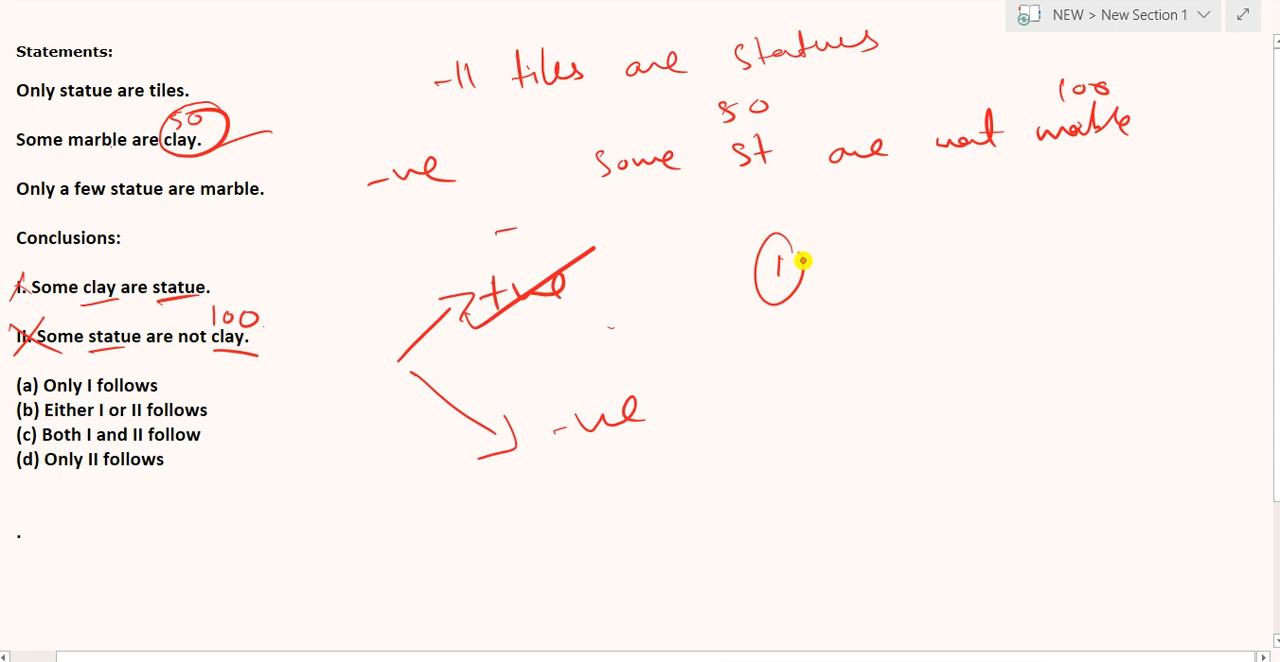 NEW > New Section 1
Statements:
Only statue are tiles.
Some marble are clay.
50
Only a few statue are marble.
Conclusions:
I. Some clay are statue.
100
II. Some statue are not clay.
(a) Only I follows
(b) Either I or II follows
(c) Both I and II follow
(d) Only II follows
.
-ll tiles are statues
50
100
Some st are not marble
-ve
+ve
-ve
1